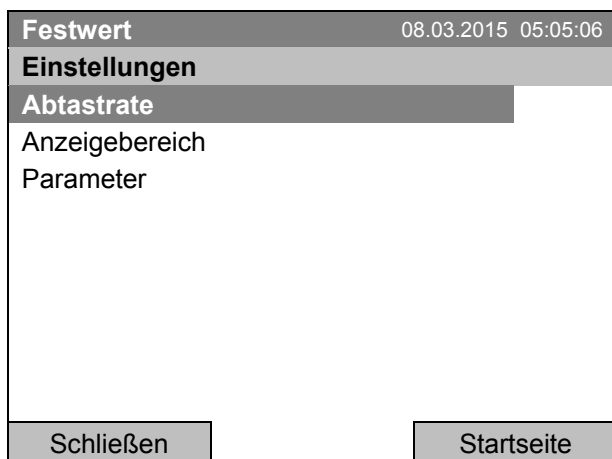 Festwert 08.03.2015 05:05:06
Einstellungen
Abtastrate
Anzeigebereich
Parameter
Schließen Startseite